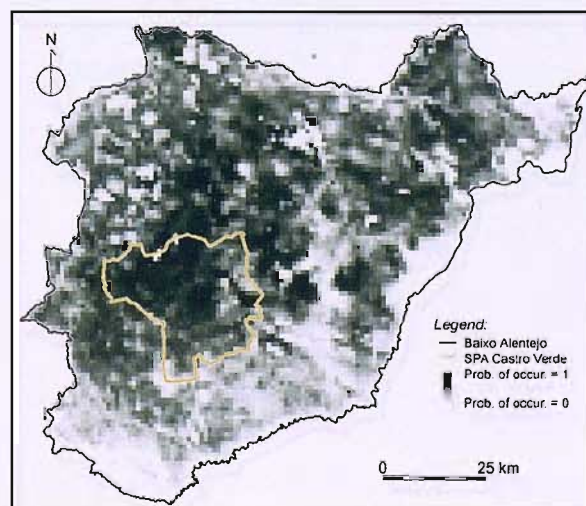 N
Legend:
Baixo Alentejo
SPA Castro Verde
Prob. of occur. = 1
Prob. of occur. = 0
0 25 km